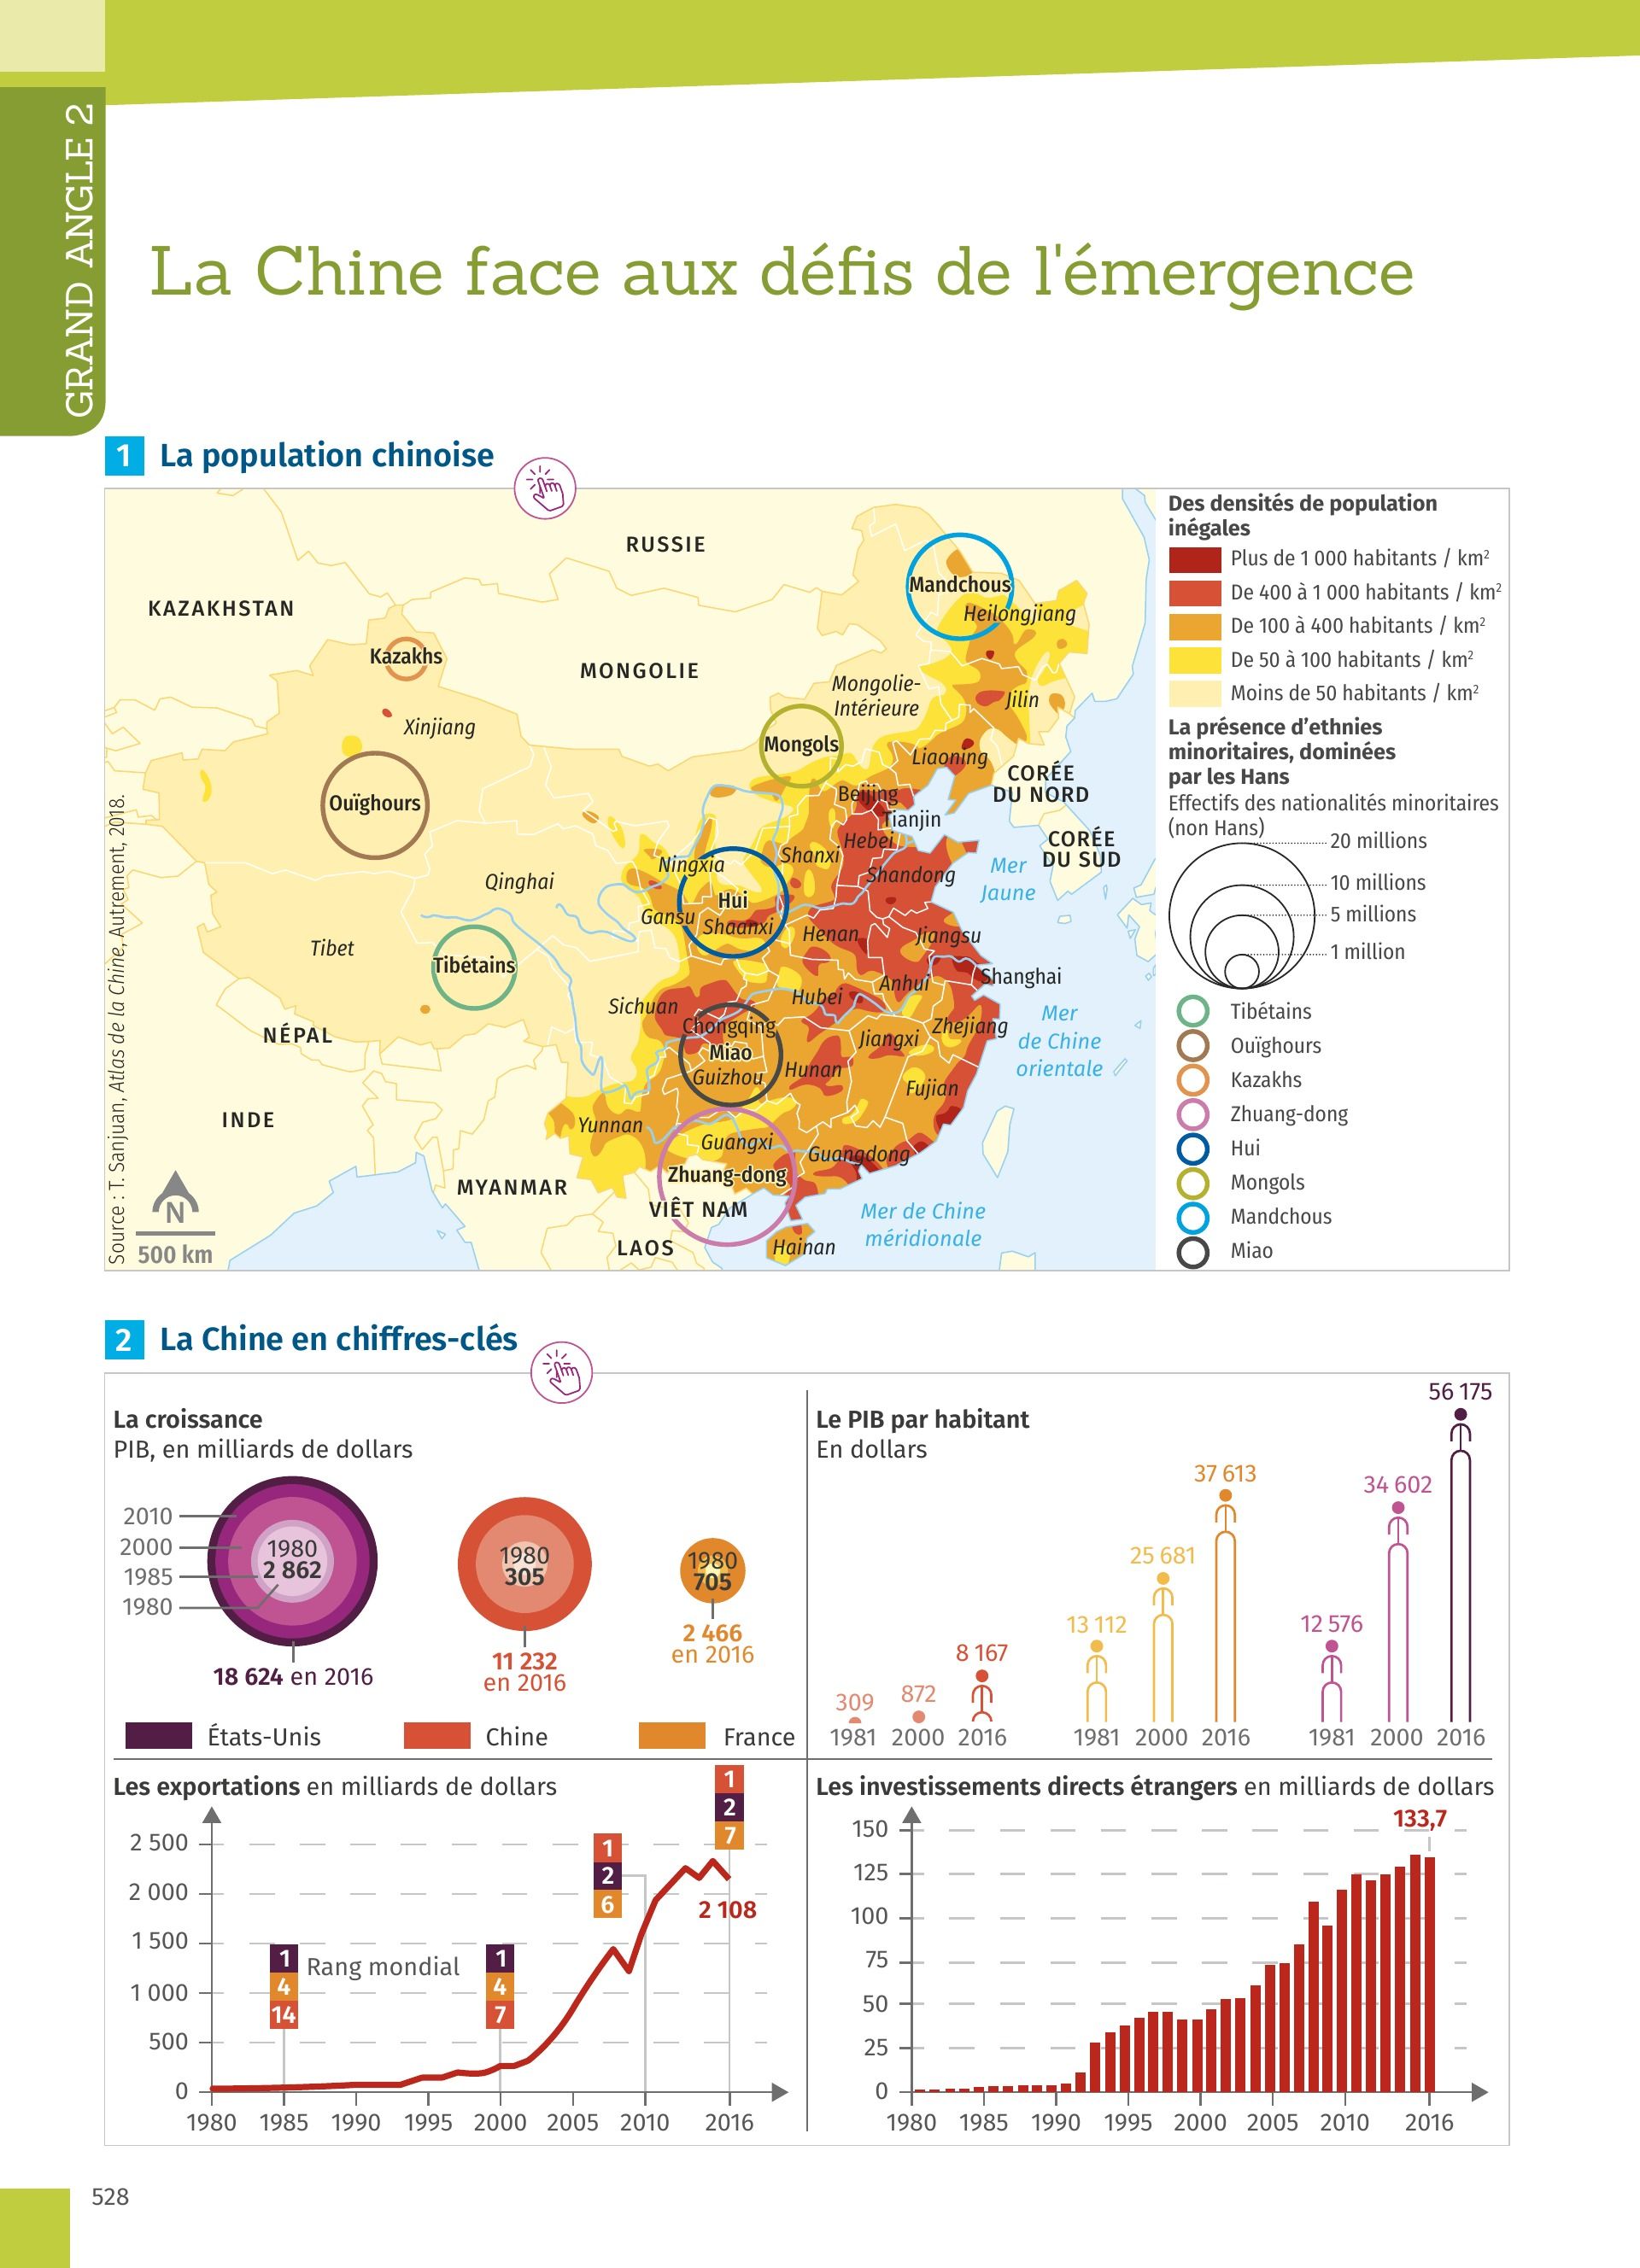 GRAND ANGLE 2
La Chine face aux défis de l'émergence
1 La population chinoise
RUSSIE
KAZAKHSTAN
MONGOLIE
Mandchous
Heilongjiang
Kazakhs
Xinjiang
Mongolie-
Intérieure
Jilin
Mongols
Liaoning
CORÉE
DU NORD
Ouïghours
Beijing
Tianjin
CORÉE
DU SUD
Hebei
Shanxi
Ningxia
Shandong
Mer
Jaune
Qinghai
Hui
Gansu
Shaanxi
Henan
Jiangsu
Tibet
Tibétains
Shanghai
Anhui
Hubei
Sichuan
Chongqing
Zhejiang
Mer
de Chine
orientale
NÉPAL
Jiangxi
Miao
Guizhou
Hunan
Fujian
INDE
Yunnan
Guangxi
Guangdong
Zhuang-dong
MYANMAR
VIÊT NAM
Mer de Chine
méridionale
LAOS
Hainan
N
500 km
Source : T. Sanjuan, Atlas de la Chine, Autrement, 2018.
Des densités de population
inégales
Plus de 1 000 habitants / km²
De 400 à 1 000 habitants / km²
De 100 à 400 habitants / km²
De 50 à 100 habitants / km²
Moins de 50 habitants / km²
La présence d’ethnies
minoritaires, dominées
par les Hans
Effectifs des nationalités minoritaires
(non Hans)
20 millions
10 millions
5 millions
1 million
Tibétains
Ouïghours
Kazakhs
Zhuang-dong
Hui
Mongols
Mandchous
Miao
2 La Chine en chiffres-clés
La croissance
PIB, en milliards de dollars
2010
2000
1985
1980
1980
2 862
18 624 en 2016
1980
305
11 232
en 2016
1980
705
2 466
en 2016
États-Unis
Chine
France
Le PIB par habitant
En dollars
309
872
8 167
13 112
25 681
37 613
12 576
34 602
56 175
1981 2000 2016
1981 2000 2016
1981 2000 2016
Les exportations en milliards de dollars
2 500
2 000
1 500
1 000
500
0
1
4
14
Rang mondial
1
4
7
1
2
6
1
2
7
2 108
1980 1985 1990 1995 2000 2005 2010 2016
Les investissements directs étrangers en milliards de dollars
133,7
150
125
100
75
50
25
0
1980 1985 1990 1995 2000 2005 2010 2016
528